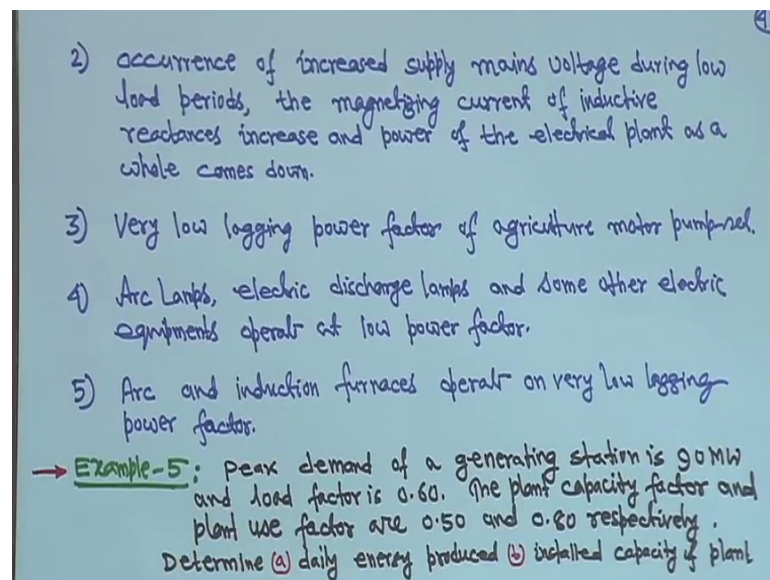 4
2) occurrence of increased supply mains voltage during low
load periods, the magnetizing current of inductive
reactances increase and power of the electrical plant as a
whole comes down.
3) Very low lagging power factor of agriculture motor pump-set.
4) Arc Lamps, electric discharge lamps and some other electric
equipments operate at low power factor.
5) Arc and induction furnaces operate on very low lagging
power factor.
→ Example-5: peak demand of a generating station is 90 MW
and load factor is 0.60. The plant capacity factor and
plant use factor are 0.50 and 0.80 respectively.
Determine (a) daily energy produced (b) installed capacity of plant